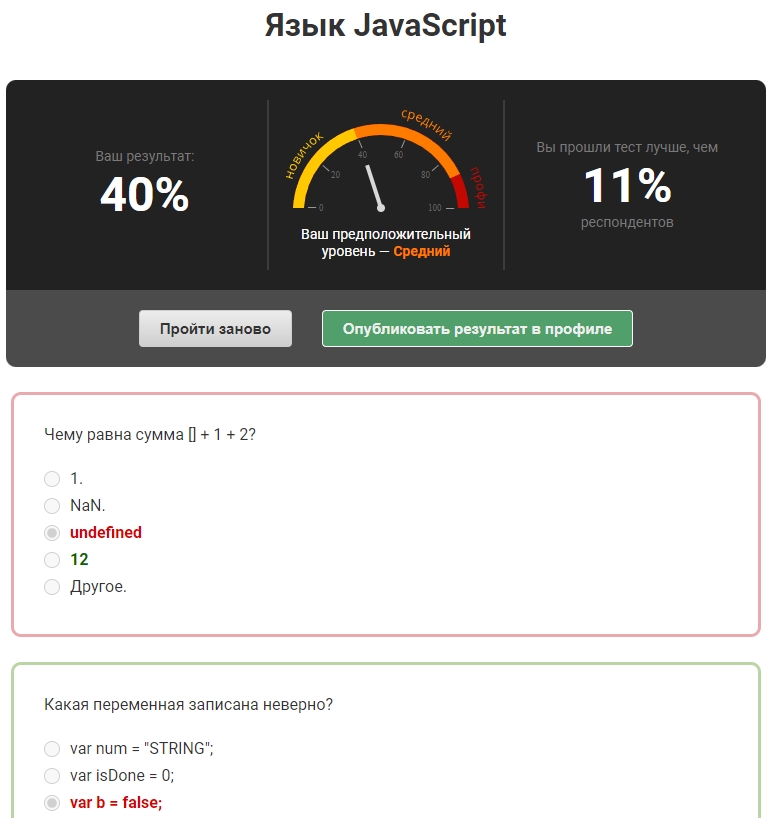 Язык JavaScript
Ваш результат:
40%
новичок
средний
профи
0
20
40
60
80
100
Ваш предположительный
уровень — Средний
Вы прошли тест лучше, чем
11%
респондентов
Пройти заново
Опубликовать результат в профиле
Чему равна сумма [] + 1 + 2?
1.
NaN.
undefined
12
Другое.
Какая переменная записана неверно?
var num = "STRING";
var isDone = 0;
var b = false;